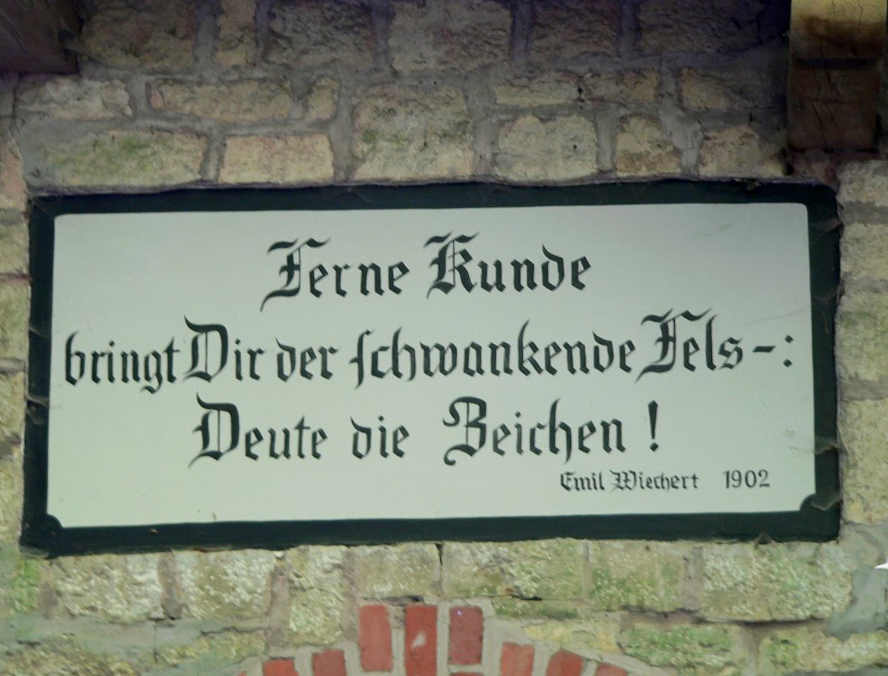 Ferne Kunde
bringt Dir der ſchwankende Fels-:
Deute die Zeichen !
Emil Wiechert 1902